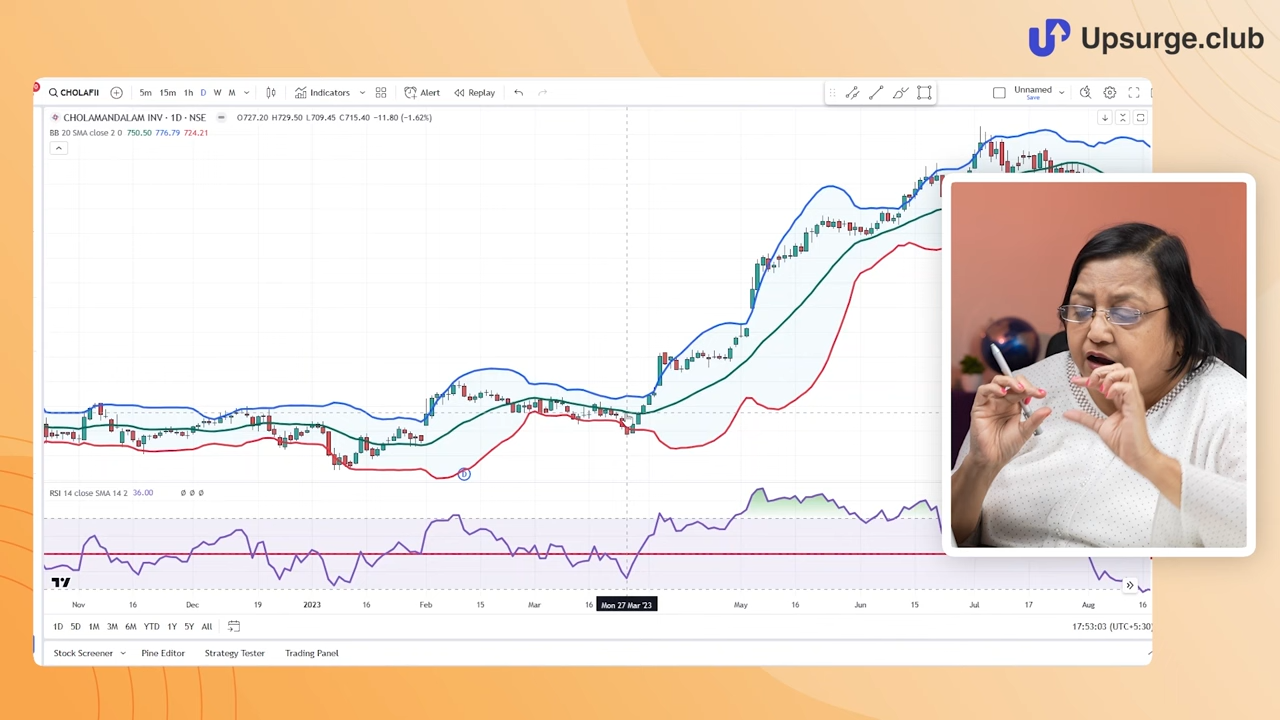 Upsurge.club
CHOLAFII 5m 15m 1h D W M Indicators Alert Replay Unnamed
Save
CHOLAMANDALAM INV · 1D · NSE O727.20 H729.50 L709.45 C715.40 −11.80 (−1.62%)
BB 20 SMA close 2 0 750.50 776.79 724.21
D
RSI 14 close SMA 14 2 36.00 Ø Ø Ø
Nov 16 Dec 19 2023 16 Feb 15 Mar 16 Mon 27 Mar '23 May 16 Jun 15 Jul 17 Aug 16
1D 5D 1M 3M 6M YTD 1Y 5Y All 17:53:03 (UTC+5:30)
Stock Screener Pine Editor Strategy Tester Trading Panel